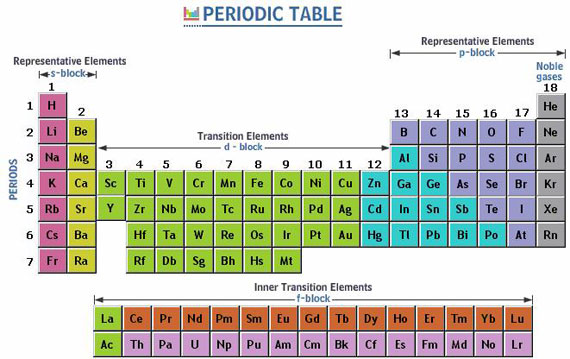 PERIODIC TABLE
Representative Elements
s-block
Representative Elements
p-block
Noble
gases
Transition Elements
d - block
PERIODS
1 18
2 13 14 15 16 17
3 4 5 6 7 8 9 10 11 12
1 H He
2 Li Be B C N O F Ne
3 Na Mg Al Si P S Cl Ar
4 K Ca Sc Ti V Cr Mn Fe Co Ni Cu Zn Ga Ge As Se Br Kr
5 Rb Sr Y Zr Nb Mo Tc Ru Rh Pd Ag Cd In Sn Sb Te I Xe
6 Cs Ba Hf Ta W Re Os Ir Pt Au Hg Tl Pb Bi Po At Rn
7 Fr Ra Rf Db Sg Bh Hs Mt
Inner Transition Elements
f-block
La Ce Pr Nd Pm Sm Eu Gd Tb Dy Ho Er Tm Yb Lu
Ac Th Pa U Np Pu Am Cm Bk Cf Es Fm Md No Lr